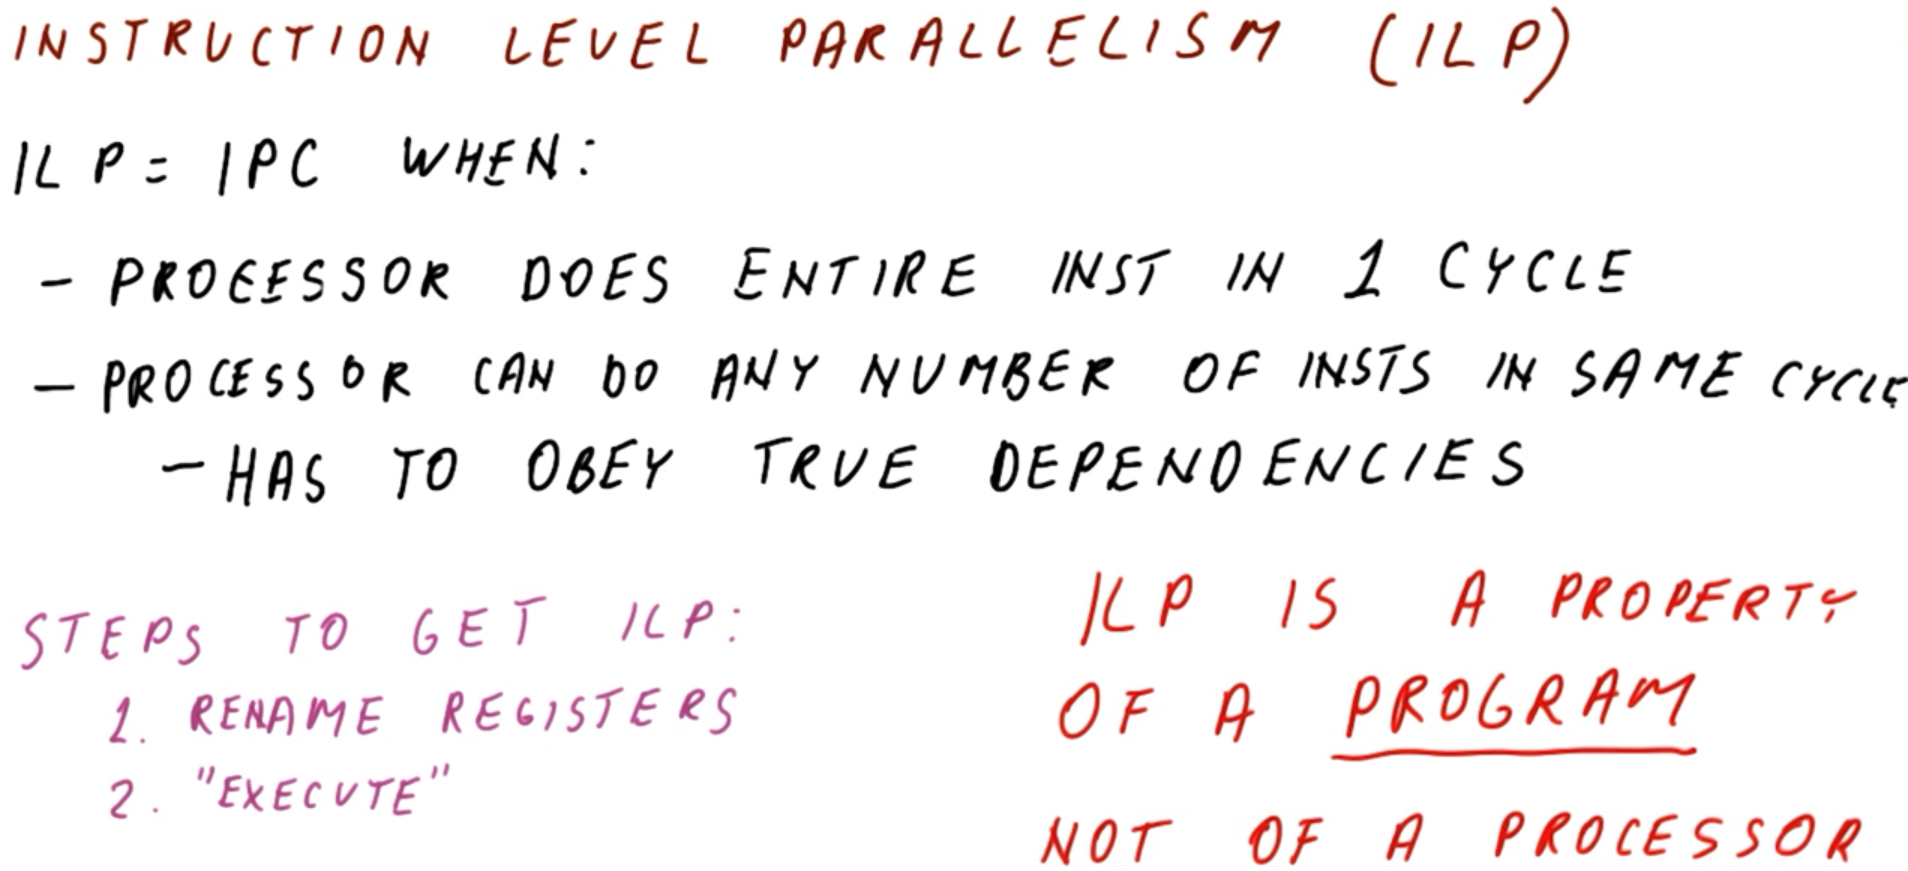 INSTRUCTION LEVEL PARALLELISM (ILP)
ILP = IPC WHEN:
- PROCESSOR DOES ENTIRE INST IN 1 CYCLE
- PROCESSOR CAN DO ANY NUMBER OF INSTS IN SAME CYCLE
- HAS TO OBEY TRUE DEPENDENCIES
STEPS TO GET ILP:
1. RENAME REGISTERS
2. "EXECUTE"
ILP IS A PROPERTY
OF A PROGRAM
NOT OF A PROCESSOR